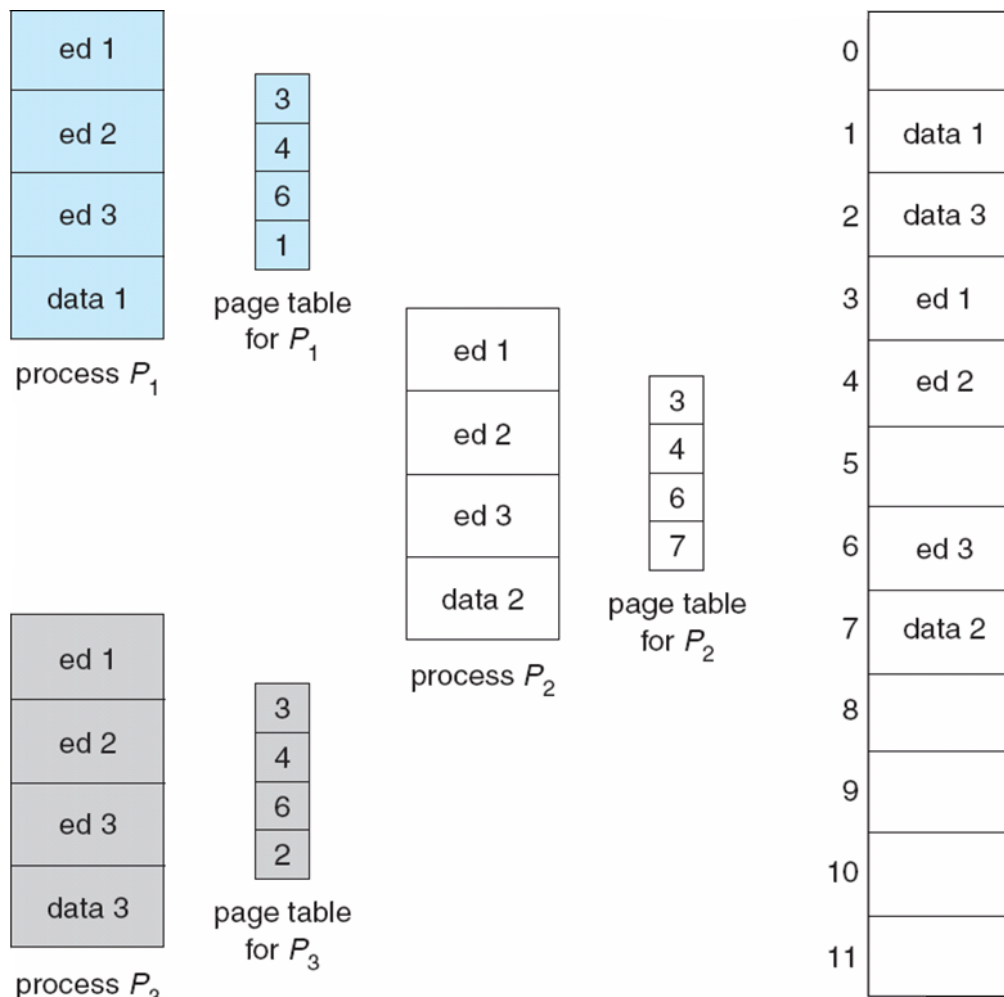 ed 1
ed 2
ed 3
data 1
process P1
3
4
6
1
page table
for P1
ed 1
ed 2
ed 3
data 2
process P2
3
4
6
7
page table
for P2
ed 1
ed 2
ed 3
data 3
process P3
3
4
6
2
page table
for P3
0
1 data 1
2 data 3
3 ed 1
4 ed 2
5
6 ed 3
7 data 2
8
9
10
11